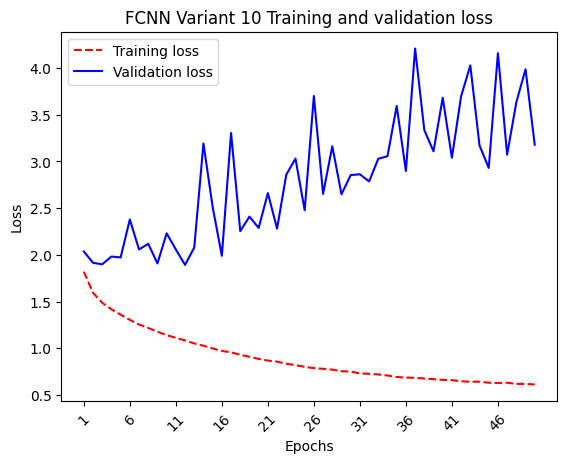 FCNN Variant 10 Training and validation loss
Training loss
Validation loss
Loss
4.0
3.5
3.0
2.5
2.0
1.5
1.0
0.5
1 6 11 16 21 26 31 36 41 46
Epochs